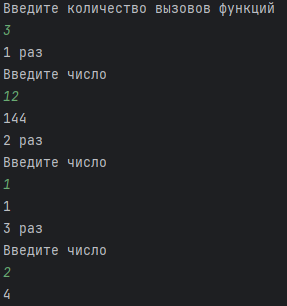 Введите количество вызовов функций
3
1 раз
Введите число
12
144
2 раз
Введите число
1
1
3 раз
Введите число
2
4